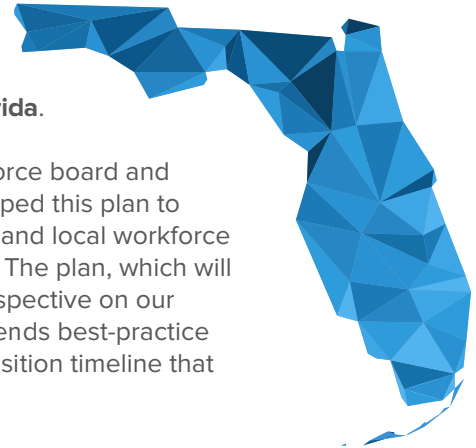 rida.
orce board and
ped this plan to
and local workforce
The plan, which will
spective on our
ends best-practice
sition timeline that